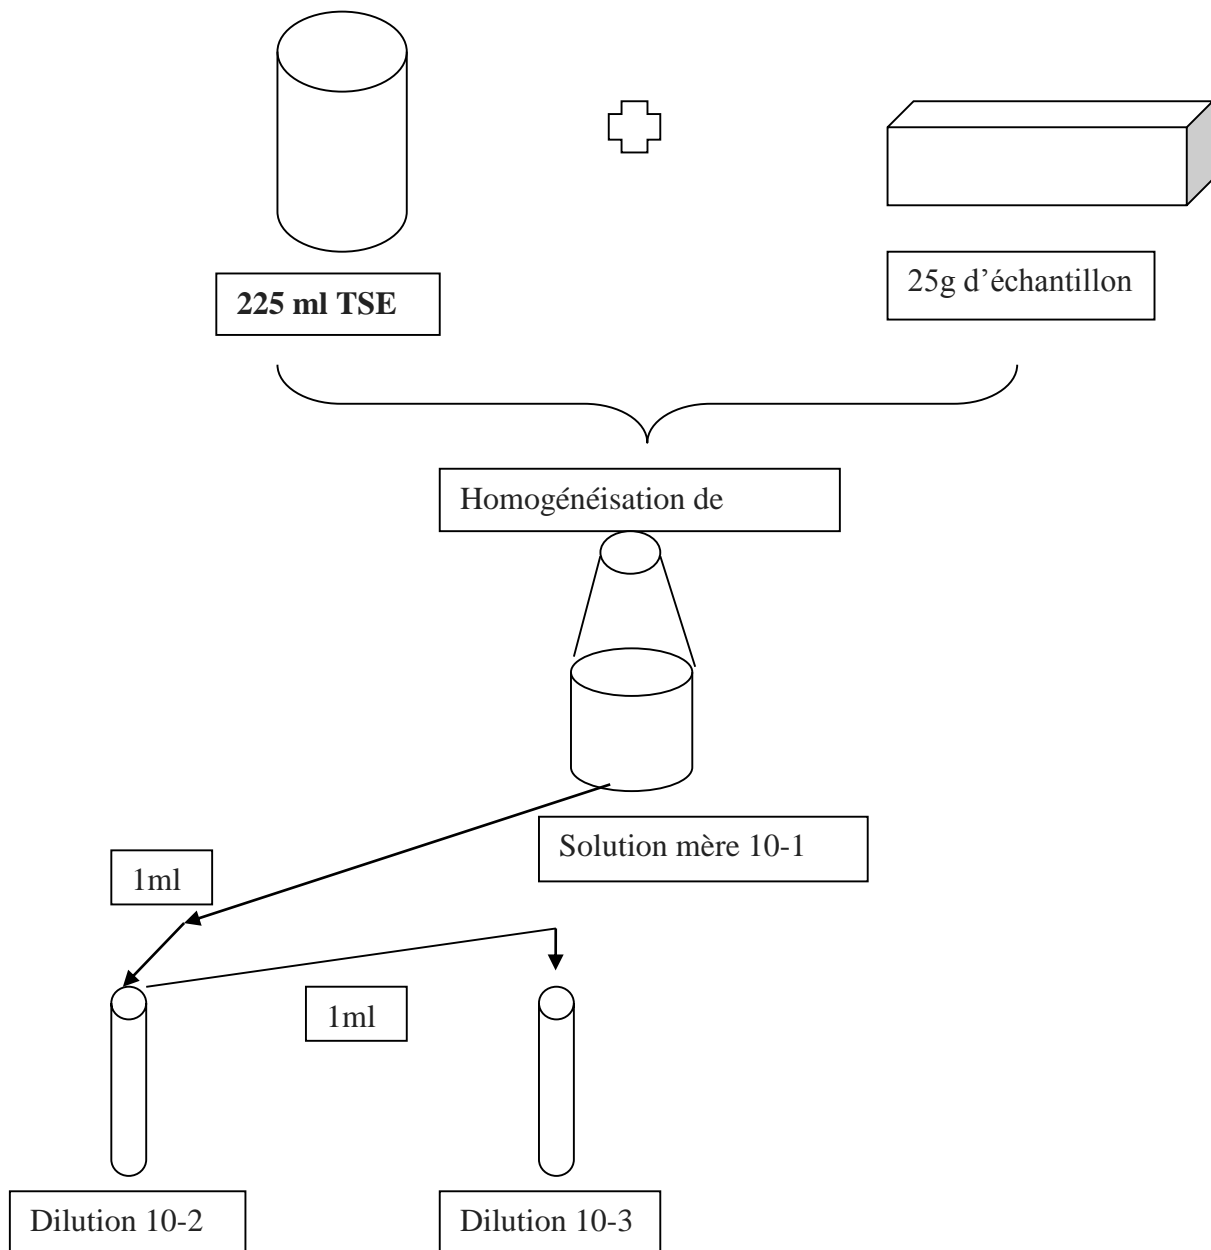 225 ml TSE
25g d’échantillon
Homogénéisation de
Solution mère 10-1
1ml
1ml
Dilution 10-2
Dilution 10-3